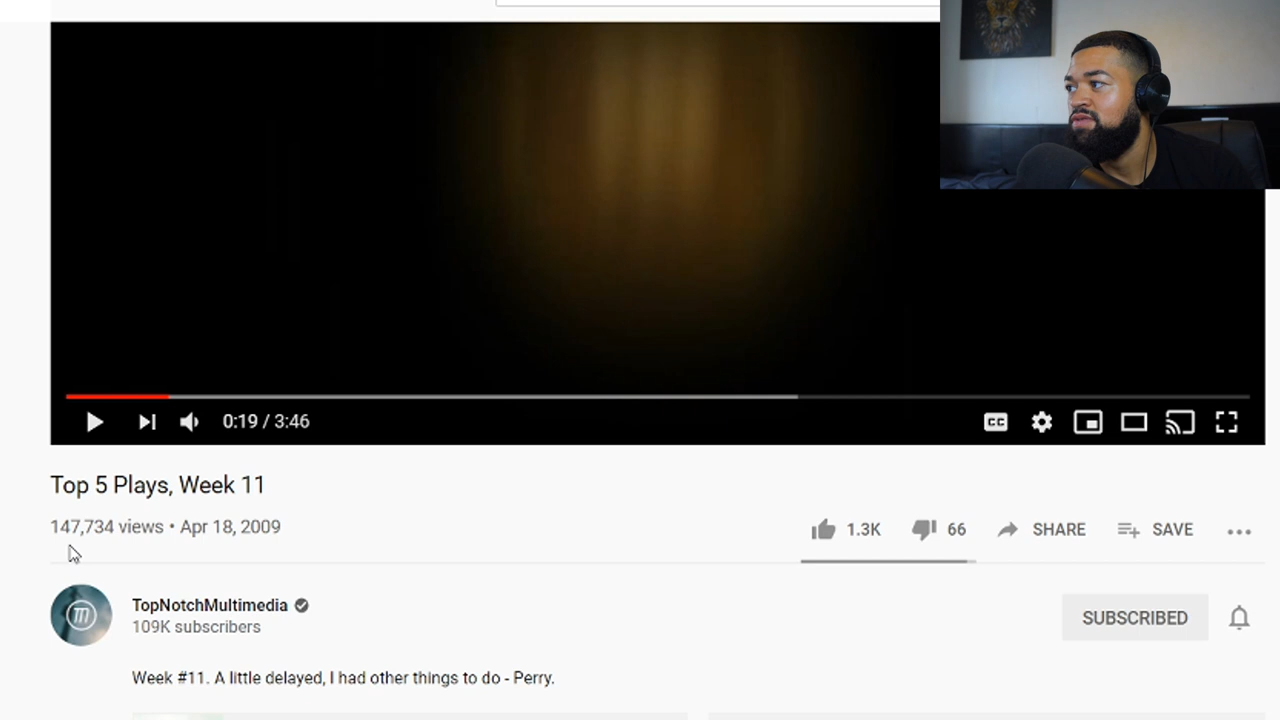 0:19 / 3:46
CC
Top 5 Plays, Week 11
147,734 views • Apr 18, 2009
1.3K 66 SHARE SAVE
TopNotchMultimedia
109K subscribers
SUBSCRIBED
Week #11. A little delayed, I had other things to do - Perry.